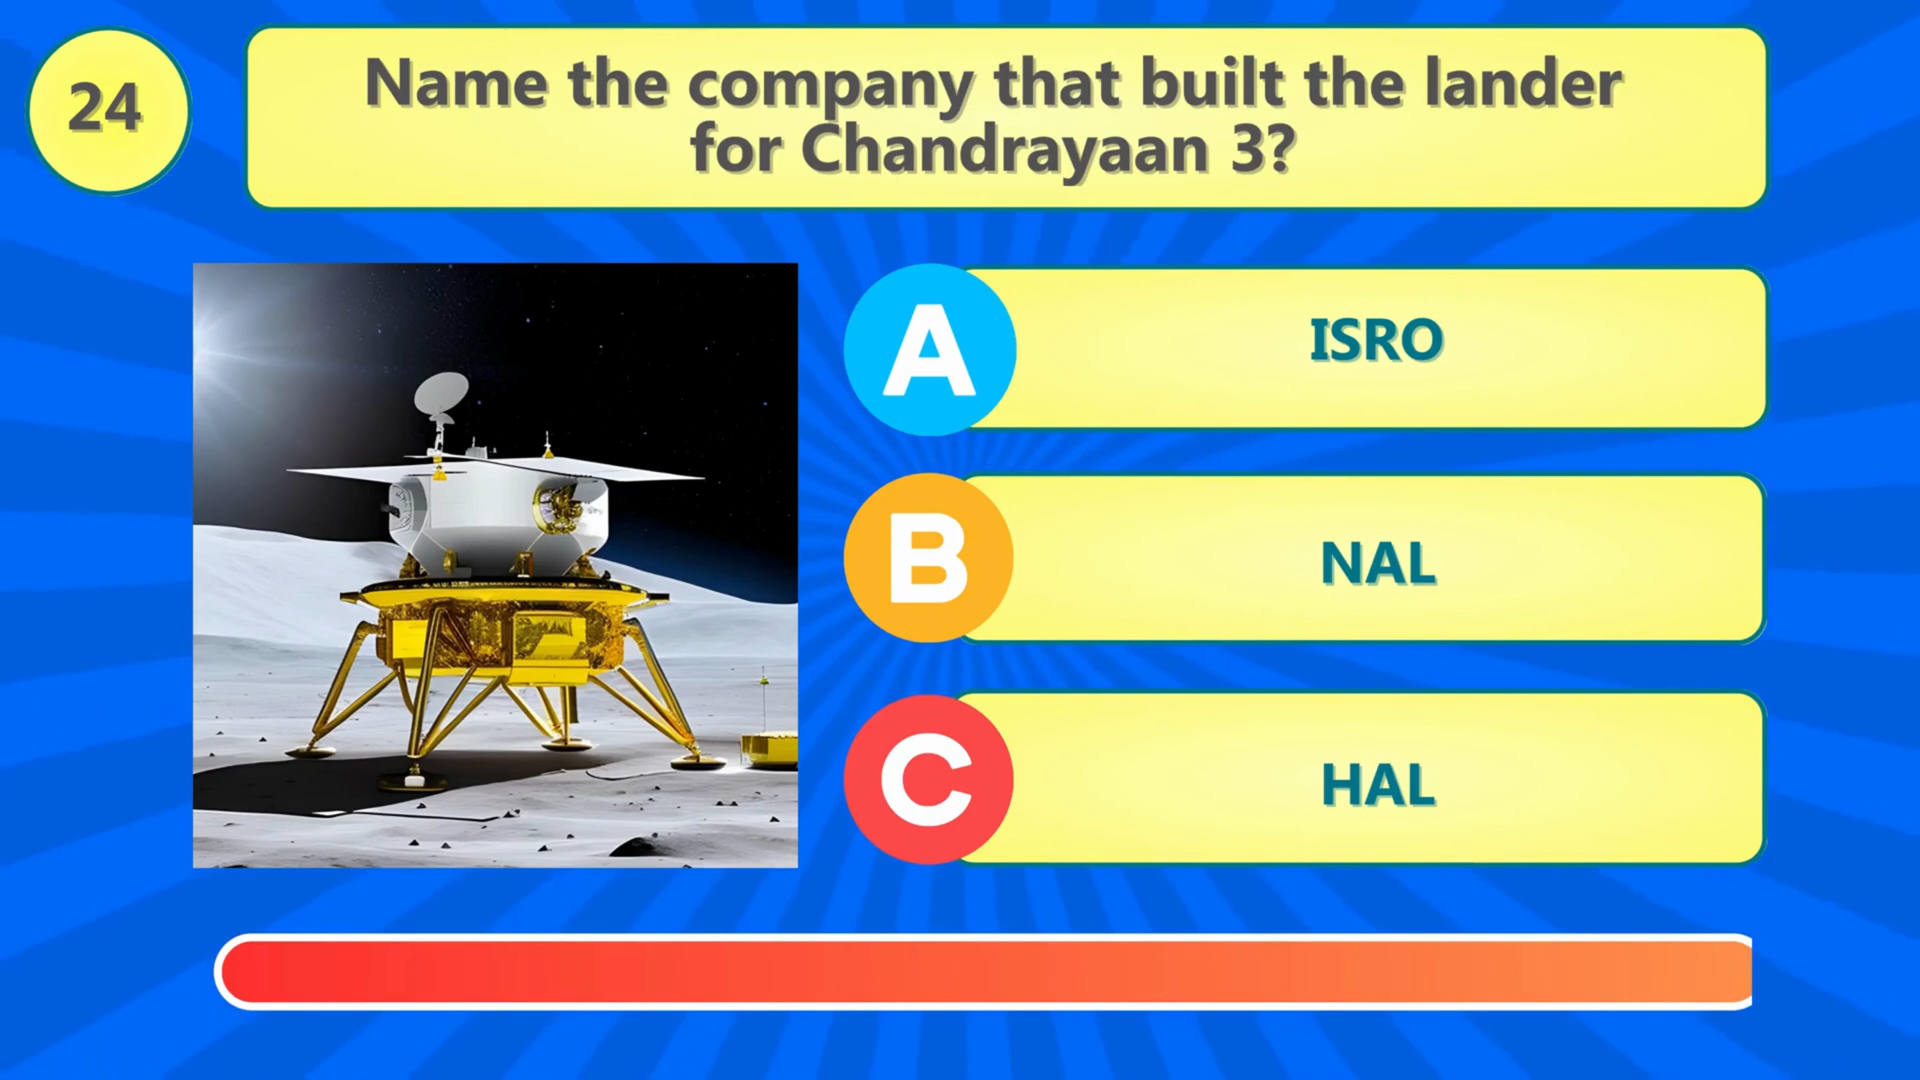 24
Name the company that built the lander
for Chandrayaan 3?
A
ISRO
B
NAL
C
HAL